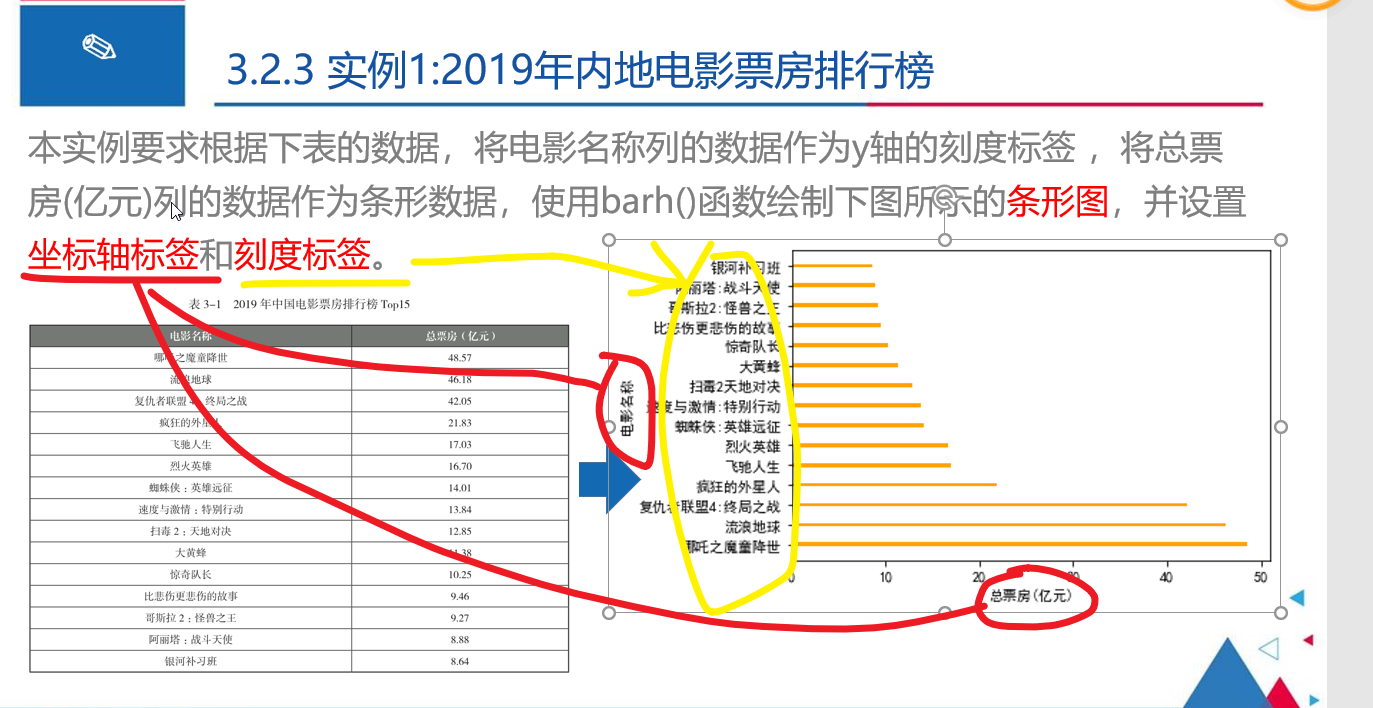 3.2.3 实例1:2019年内地电影票房排行榜
本实例要求根据下表的数据，将电影名称列的数据作为y轴的刻度标签 ，将总票
房(亿元)列的数据作为条形数据，使用barh()函数绘制下图所示的条形图，并设置
坐标轴标签和刻度标签。
表 3-1 2019 年中国电影票房排行榜 Top15
电影名称 总票房（亿元）
哪吒之魔童降世 48.57
流浪地球 46.18
复仇者联盟 4：终局之战 42.05
疯狂的外星人 21.83
飞驰人生 17.03
烈火英雄 16.70
蜘蛛侠：英雄远征 14.01
速度与激情：特别行动 13.84
扫毒 2：天地对决 12.85
大黄蜂 11.38
惊奇队长 10.25
比悲伤更悲伤的故事 9.46
哥斯拉 2：怪兽之王 9.27
阿丽塔：战斗天使 8.88
银河补习班 8.64
电影名称
银河补习班
阿丽塔:战斗天使
哥斯拉2:怪兽之王
比悲伤更悲伤的故事
惊奇队长
大黄蜂
扫毒2天地对决
速度与激情:特别行动
蜘蛛侠:英雄远征
烈火英雄
飞驰人生
疯狂的外星人
复仇者联盟4:终局之战
流浪地球
哪吒之魔童降世
0 10 20 30 40 50
总票房(亿元)